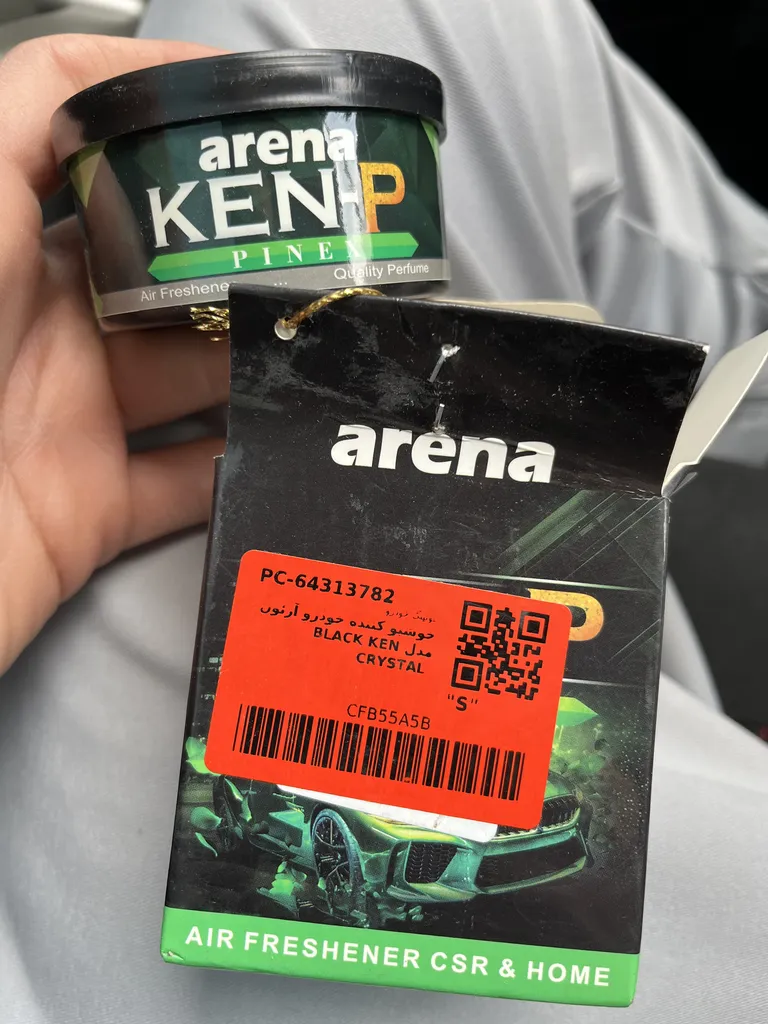 arena
KEN-P
PINE
Air Freshener
Quality Perfume
arena
P
PC-64313782
خوشبو کننده خودرو آرئون
مدل BLACK KEN
CRYSTAL
"S"
CFB55A5B
AIR FRESHENER CSR & HOME